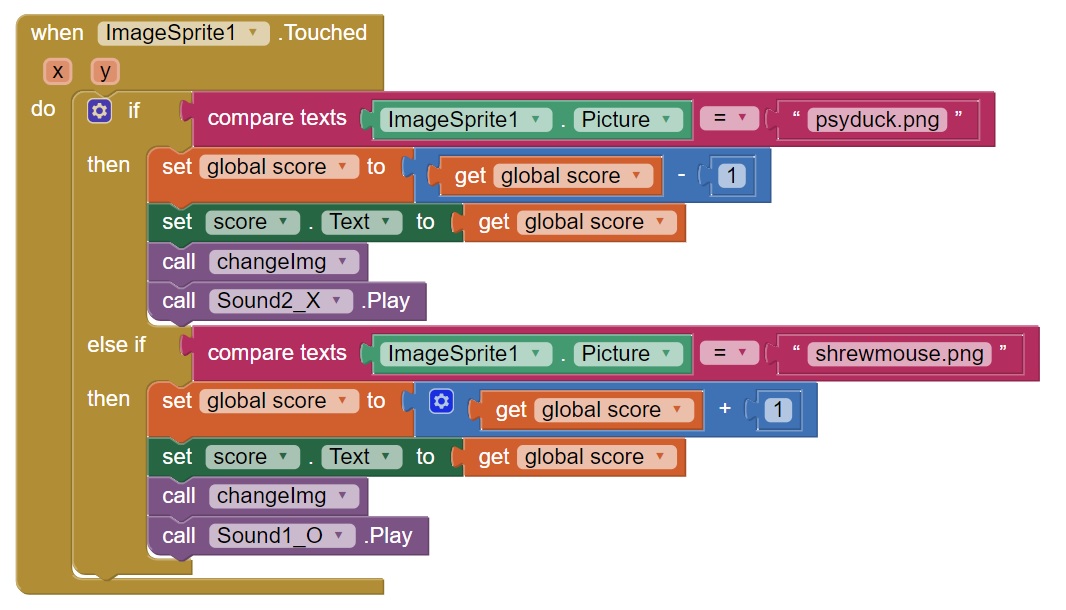 when ImageSprite1 .Touched
x y
do if compare texts ImageSprite1 . Picture = “ psyduck.png ”
then set global score to get global score - 1
set score . Text to get global score
call changeImg
call Sound2_X .Play
else if compare texts ImageSprite1 . Picture = “ shrewmouse.png ”
then set global score to get global score + 1
set score . Text to get global score
call changeImg
call Sound1_O .Play